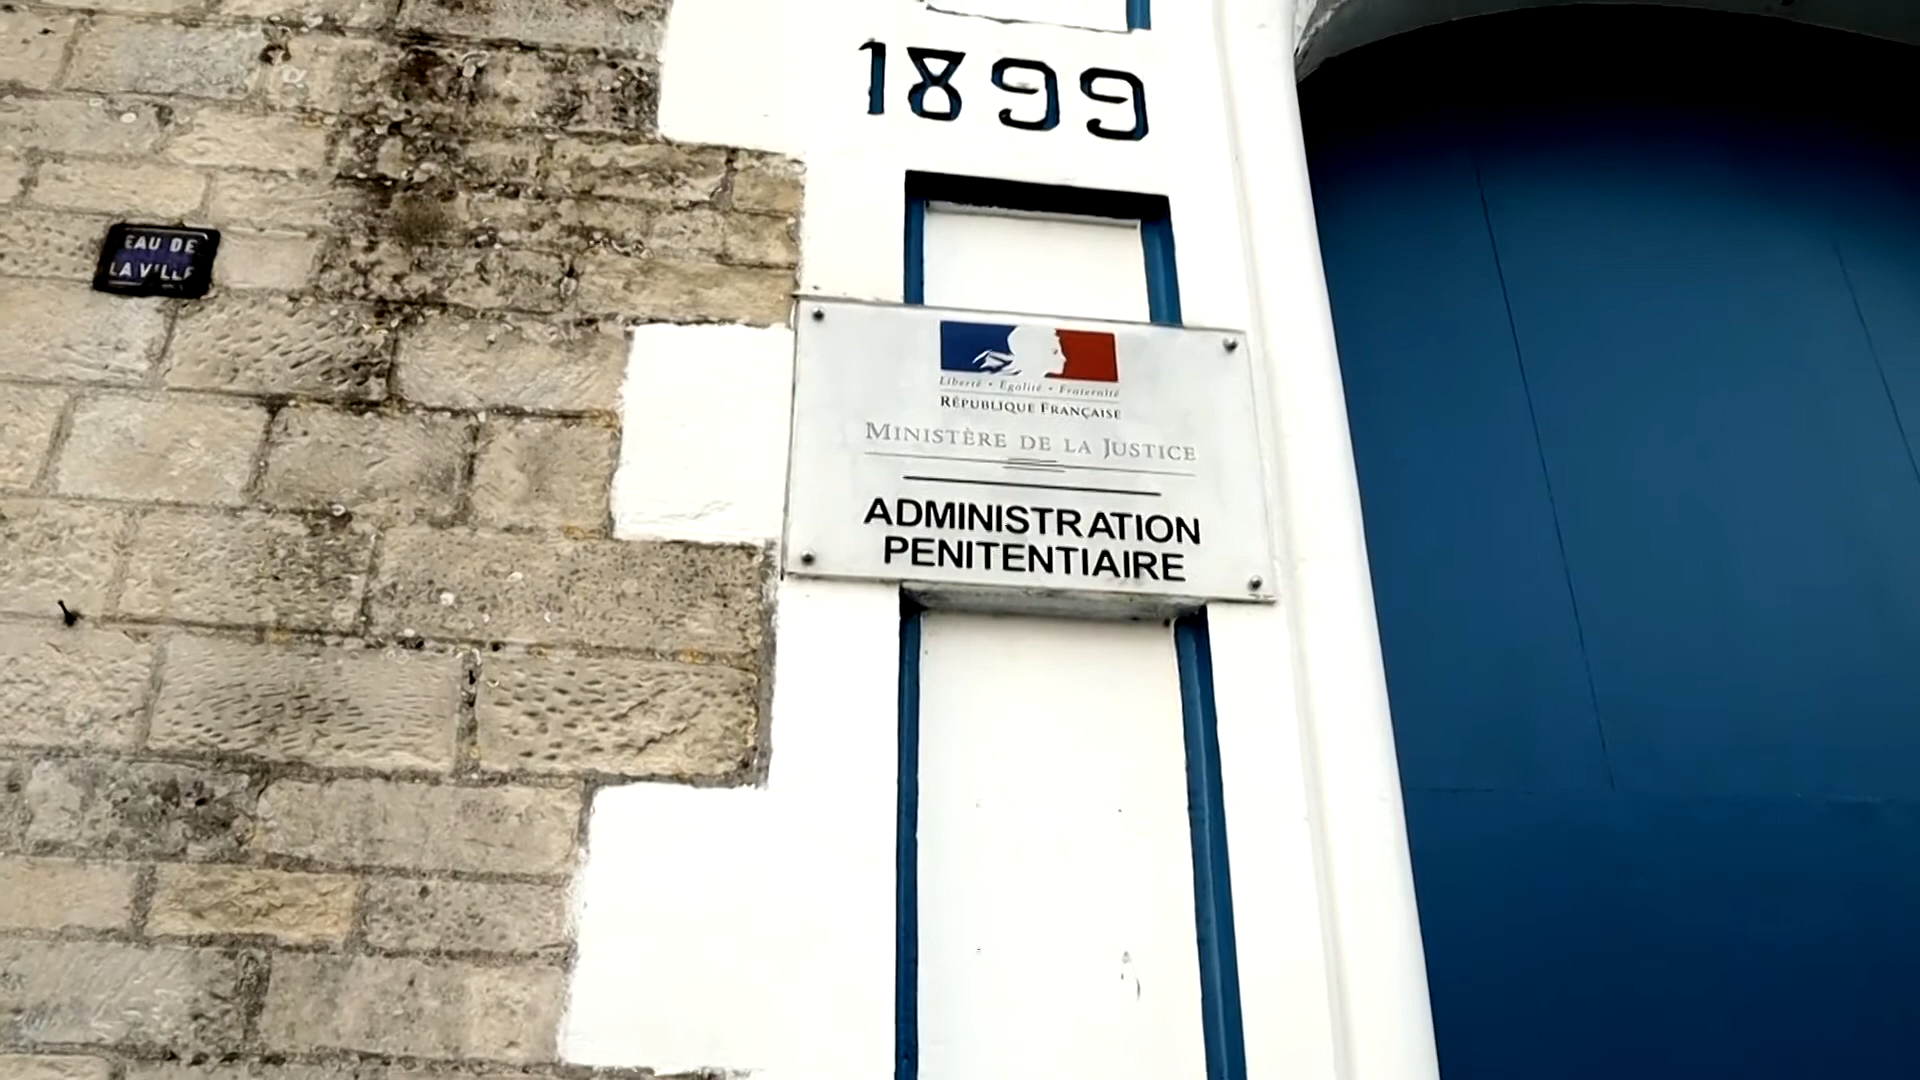 1899
EAU DE
LA VILLE
Liberté • Égalité • Fraternité
RÉPUBLIQUE FRANÇAISE
MINISTÈRE DE LA JUSTICE
ADMINISTRATION
PENITENTIAIRE